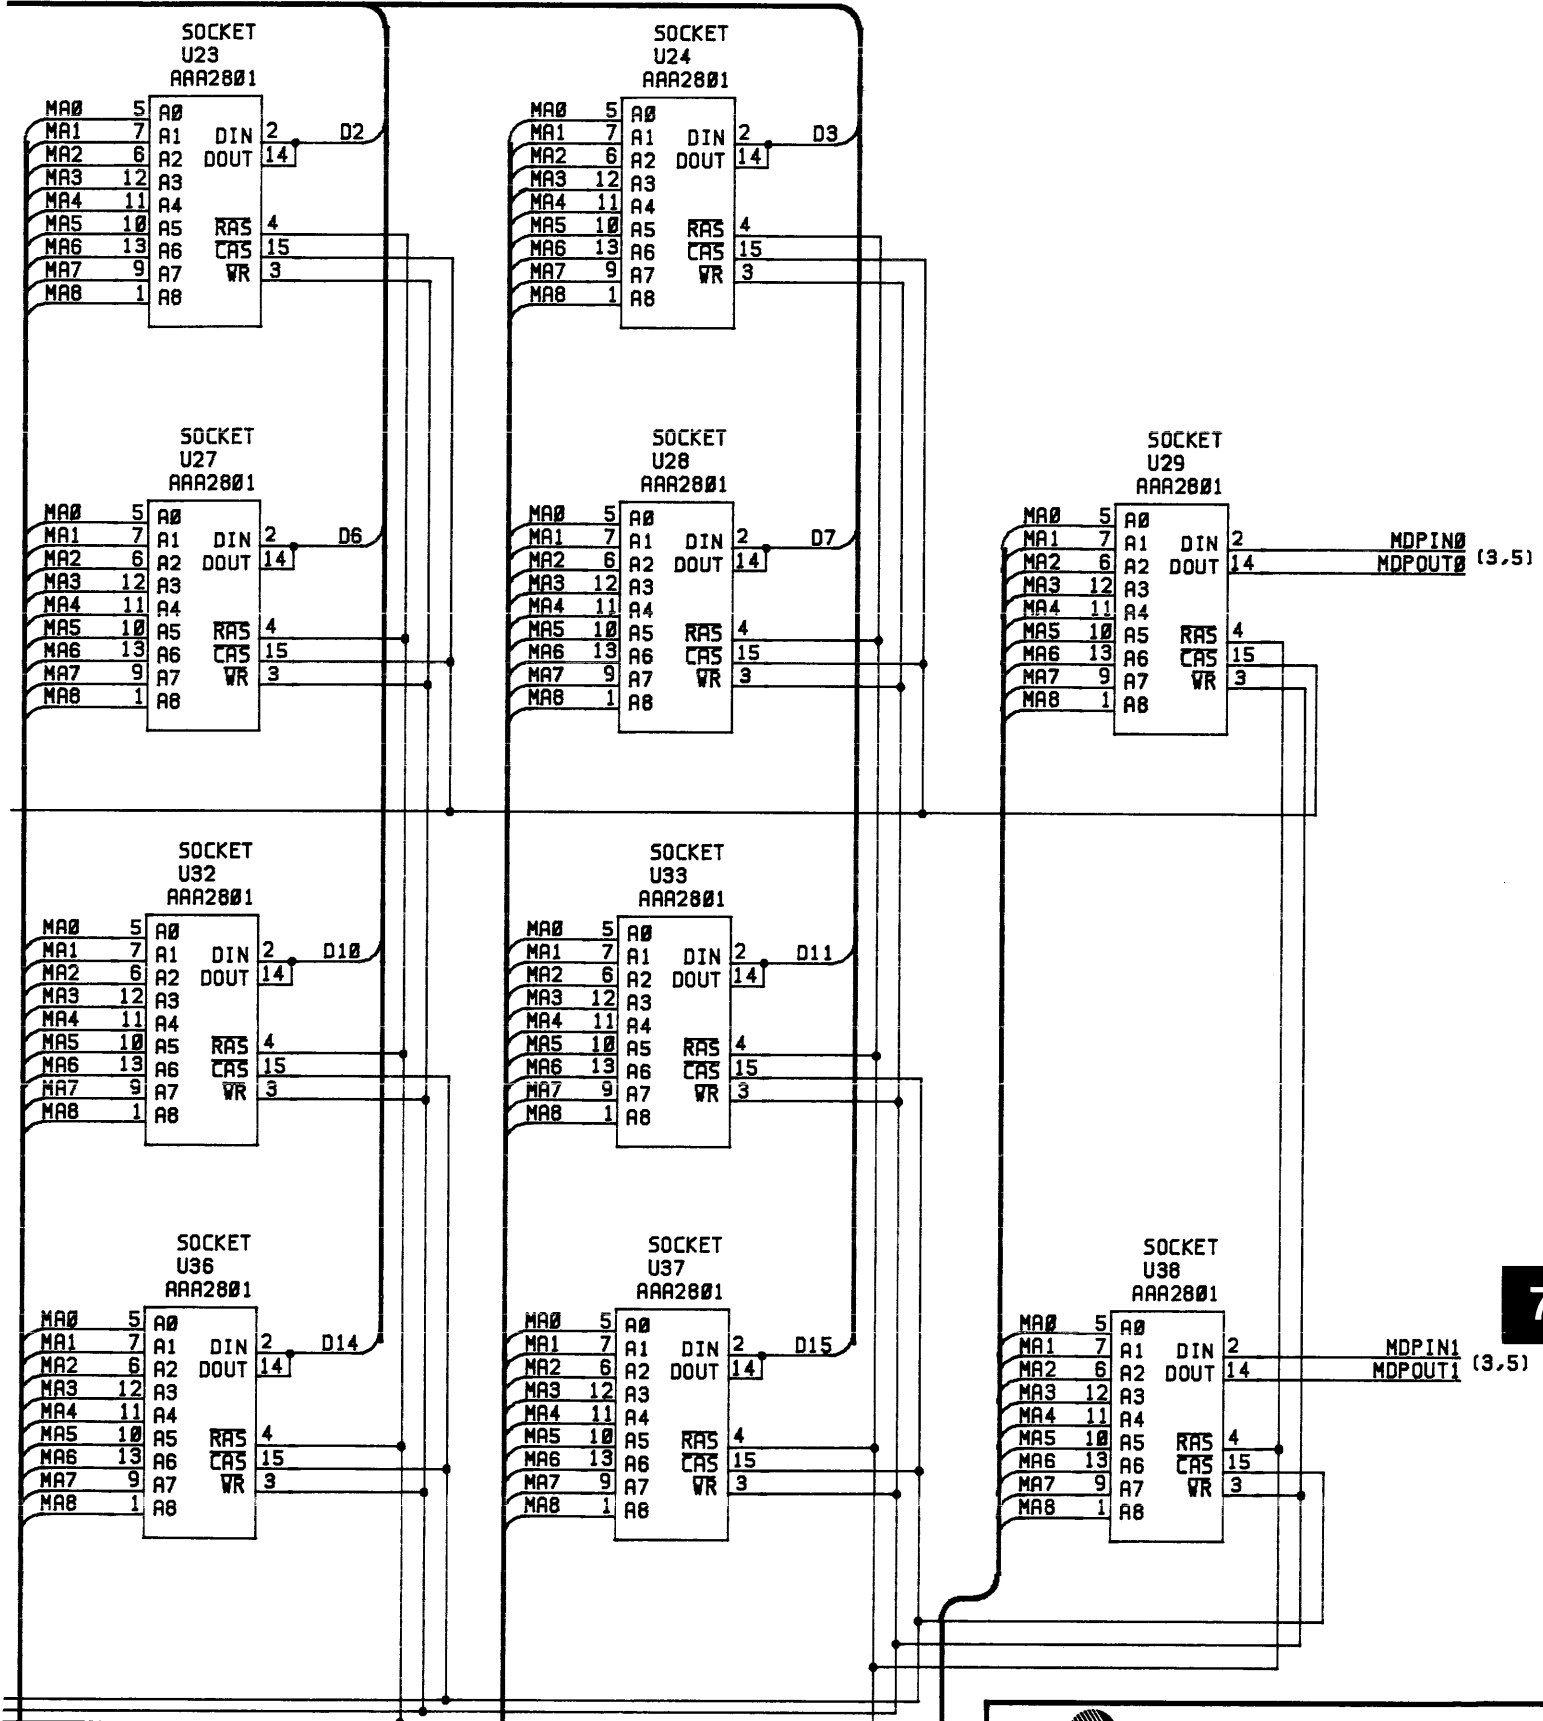 SOCKET
U23
AAA2801
MA0 5 A0
MA1 7 A1 DIN 2 D2
MA2 6 A2 DOUT 14
MA3 12 A3
MA4 11 A4
MA5 10 A5 RAS 4
MA6 13 A6 CAS 15
MA7 9 A7 WR 3
MA8 1 A8
SOCKET
U24
AAA2801
MA0 5 A0
MA1 7 A1 DIN 2 D3
MA2 6 A2 DOUT 14
MA3 12 A3
MA4 11 A4
MA5 10 A5 RAS 4
MA6 13 A6 CAS 15
MA7 9 A7 WR 3
MA8 1 A8
SOCKET
U27
AAA2801
MA0 5 A0
MA1 7 A1 DIN 2 D6
MA2 6 A2 DOUT 14
MA3 12 A3
MA4 11 A4
MA5 10 A5 RAS 4
MA6 13 A6 CAS 15
MA7 9 A7 WR 3
MA8 1 A8
SOCKET
U28
AAA2801
MA0 5 A0
MA1 7 A1 DIN 2 D7
MA2 6 A2 DOUT 14
MA3 12 A3
MA4 11 A4
MA5 10 A5 RAS 4
MA6 13 A6 CAS 15
MA7 9 A7 WR 3
MA8 1 A8
SOCKET
U29
AAA2801
MA0 5 A0
MA1 7 A1 DIN 2 MDPIN0
MA2 6 A2 DOUT 14 MDPOUT0 (3,5)
MA3 12 A3
MA4 11 A4
MA5 10 A5 RAS 4
MA6 13 A6 CAS 15
MA7 9 A7 WR 3
MA8 1 A8
SOCKET
U32
AAA2801
MA0 5 A0
MA1 7 A1 DIN 2 D10
MA2 6 A2 DOUT 14
MA3 12 A3
MA4 11 A4
MA5 10 A5 RAS 4
MA6 13 A6 CAS 15
MA7 9 A7 WR 3
MA8 1 A8
SOCKET
U33
AAA2801
MA0 5 A0
MA1 7 A1 DIN 2 D11
MA2 6 A2 DOUT 14
MA3 12 A3
MA4 11 A4
MA5 10 A5 RAS 4
MA6 13 A6 CAS 15
MA7 9 A7 WR 3
MA8 1 A8
SOCKET
U36
AAA2801
MA0 5 A0
MA1 7 A1 DIN 2 D14
MA2 6 A2 DOUT 14
MA3 12 A3
MA4 11 A4
MA5 10 A5 RAS 4
MA6 13 A6 CAS 15
MA7 9 A7 WR 3
MA8 1 A8
SOCKET
U37
AAA2801
MA0 5 A0
MA1 7 A1 DIN 2 D15
MA2 6 A2 DOUT 14
MA3 12 A3
MA4 11 A4
MA5 10 A5 RAS 4
MA6 13 A6 CAS 15
MA7 9 A7 WR 3
MA8 1 A8
SOCKET
U38
AAA2801
MA0 5 A0
MA1 7 A1 DIN 2 MDPIN1
MA2 6 A2 DOUT 14 MDPOUT1 (3,5)
MA3 12 A3
MA4 11 A4
MA5 10 A5 RAS 4
MA6 13 A6 CAS 15
MA7 9 A7 WR 3
MA8 1 A8
7